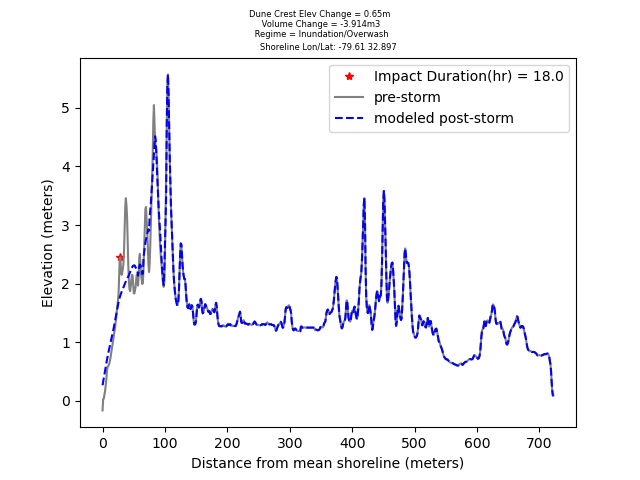 Dune Crest Elev Change = 0.65m
Volume Change = -3.914m3
Regime = Inundation/Overwash
Shoreline Lon/Lat: -79.61 32.897
Impact Duration(hr) = 18.0
pre-storm
modeled post-storm
Elevation (meters)
5
4
3
2
1
0
0 100 200 300 400 500 600 700
Distance from mean shoreline (meters)